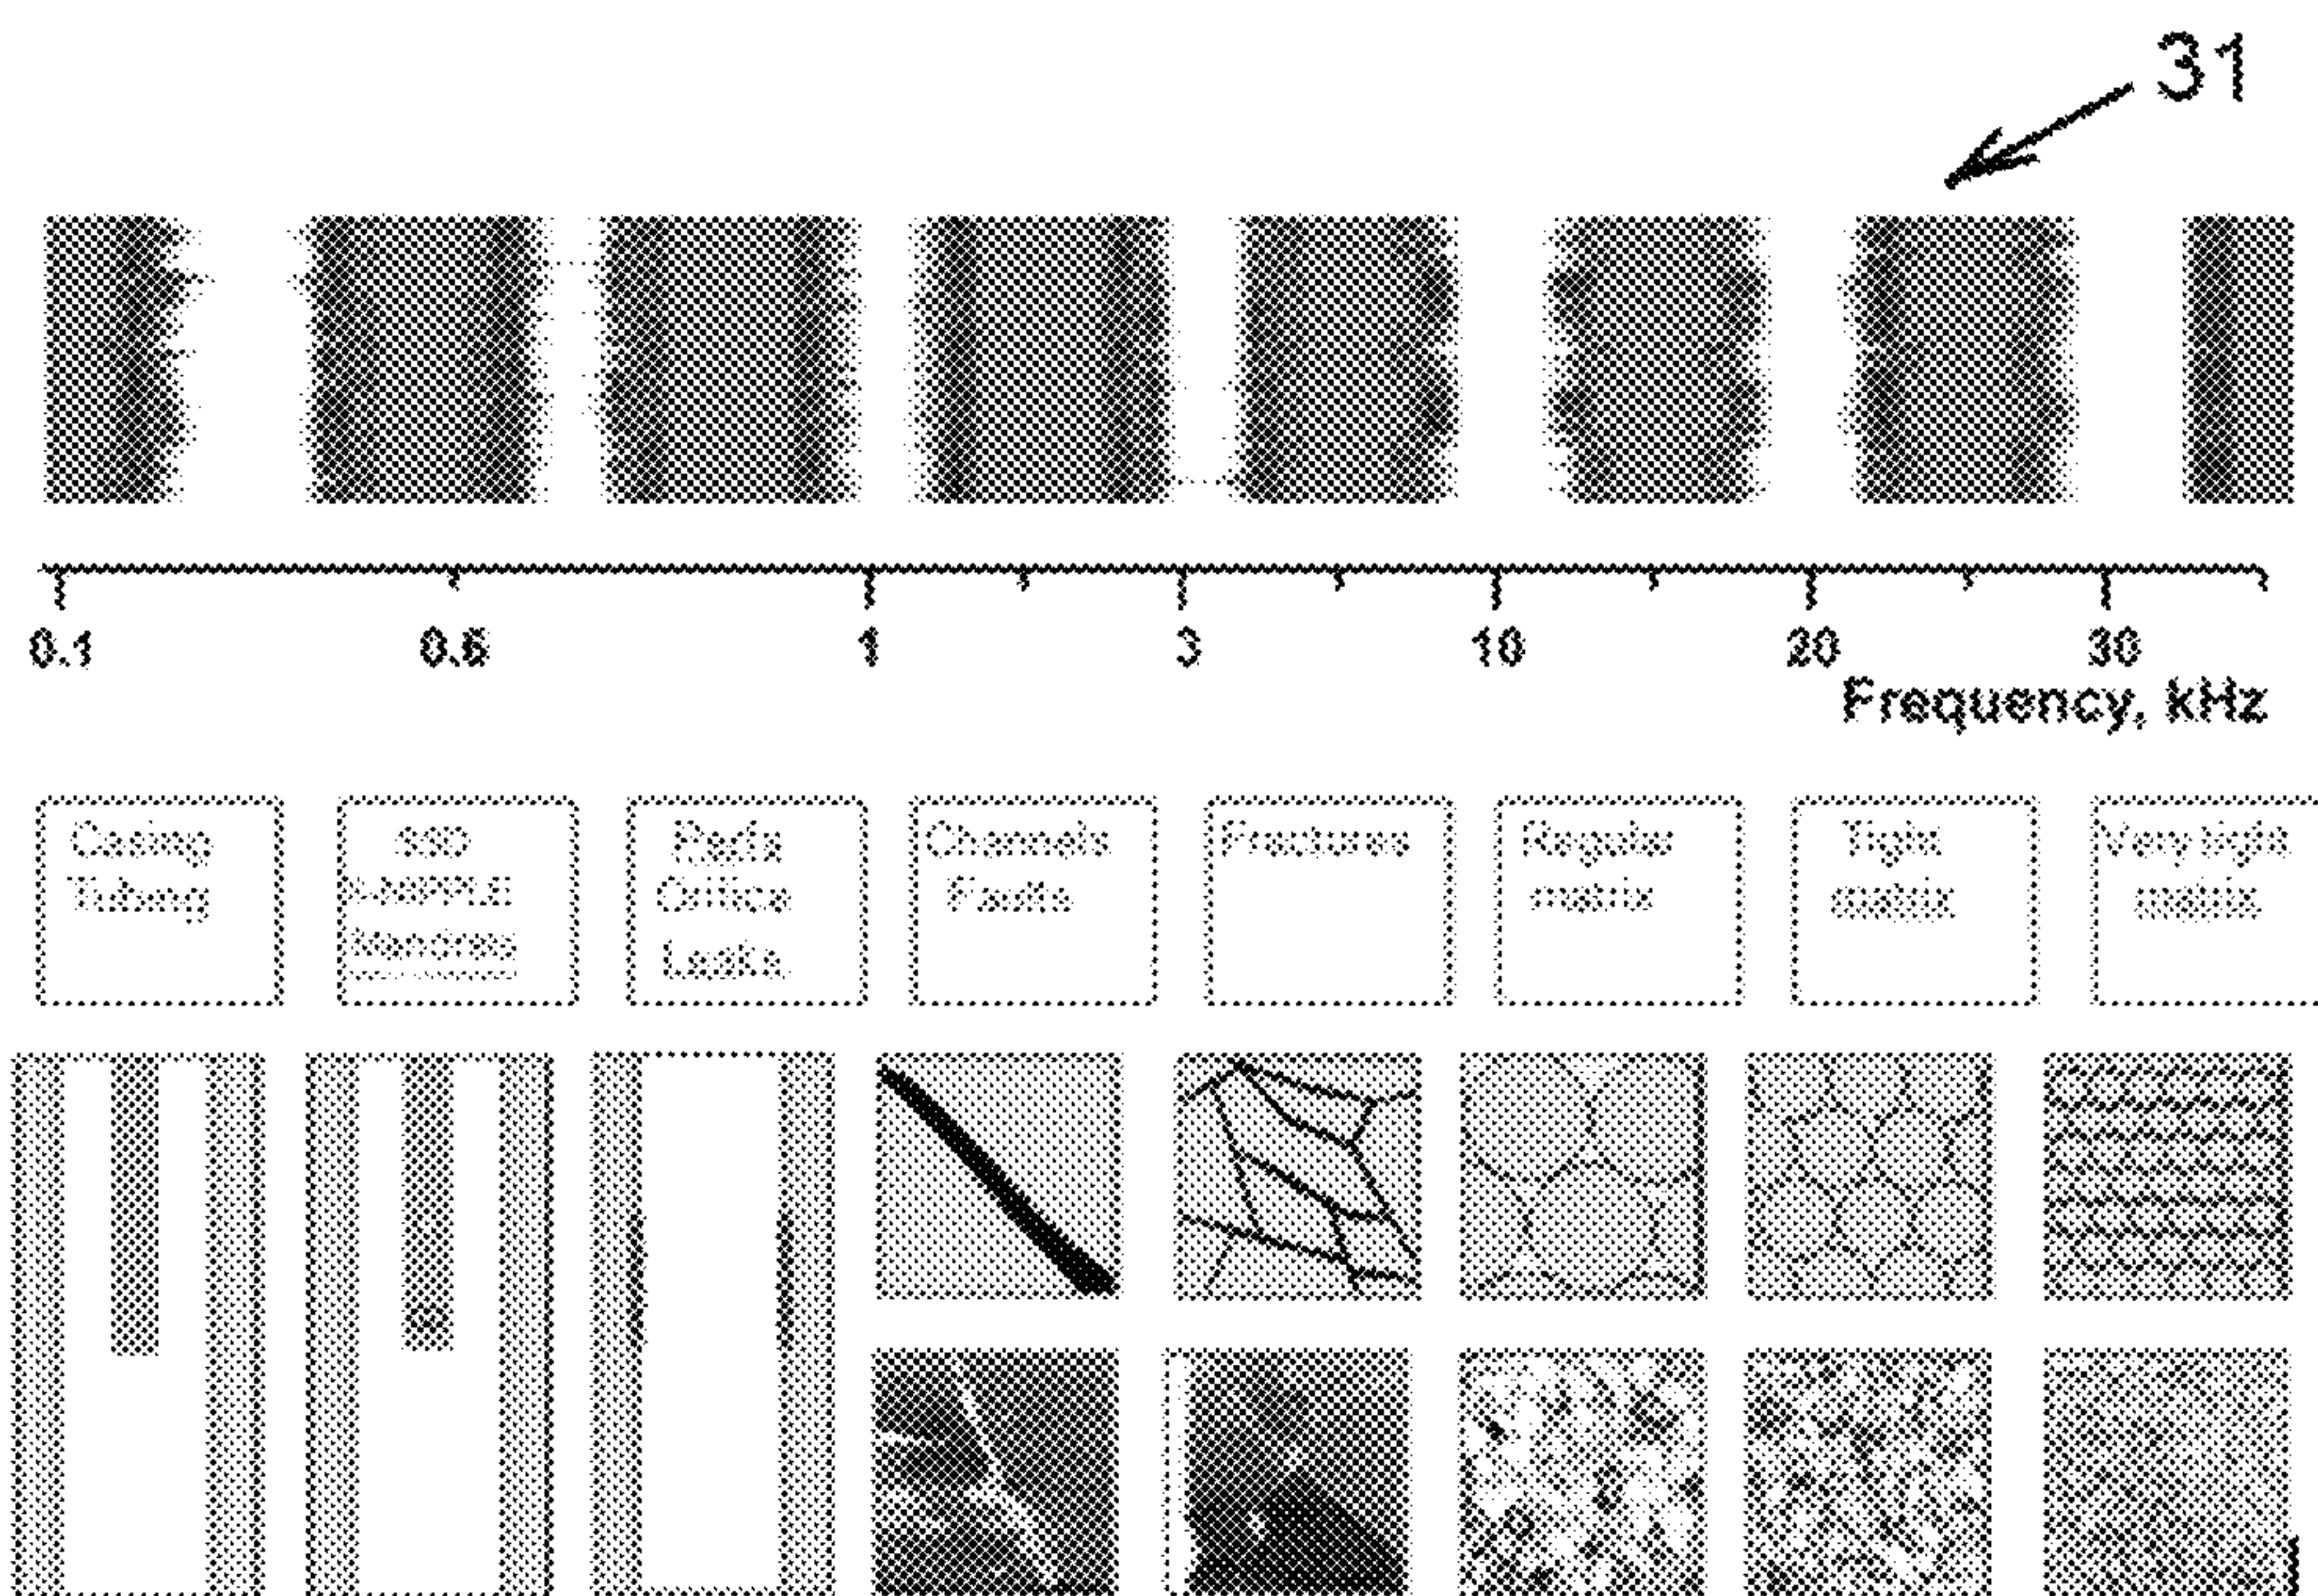 31
0.1 0.5 1 3 10 20 30
Frequency, kHz
Casing
Tubing
SSD
Perfs
Orifice
Leaks
Channels
Faults
Fractures
Regular
matrix
Tight
matrix
Very tight
matrix